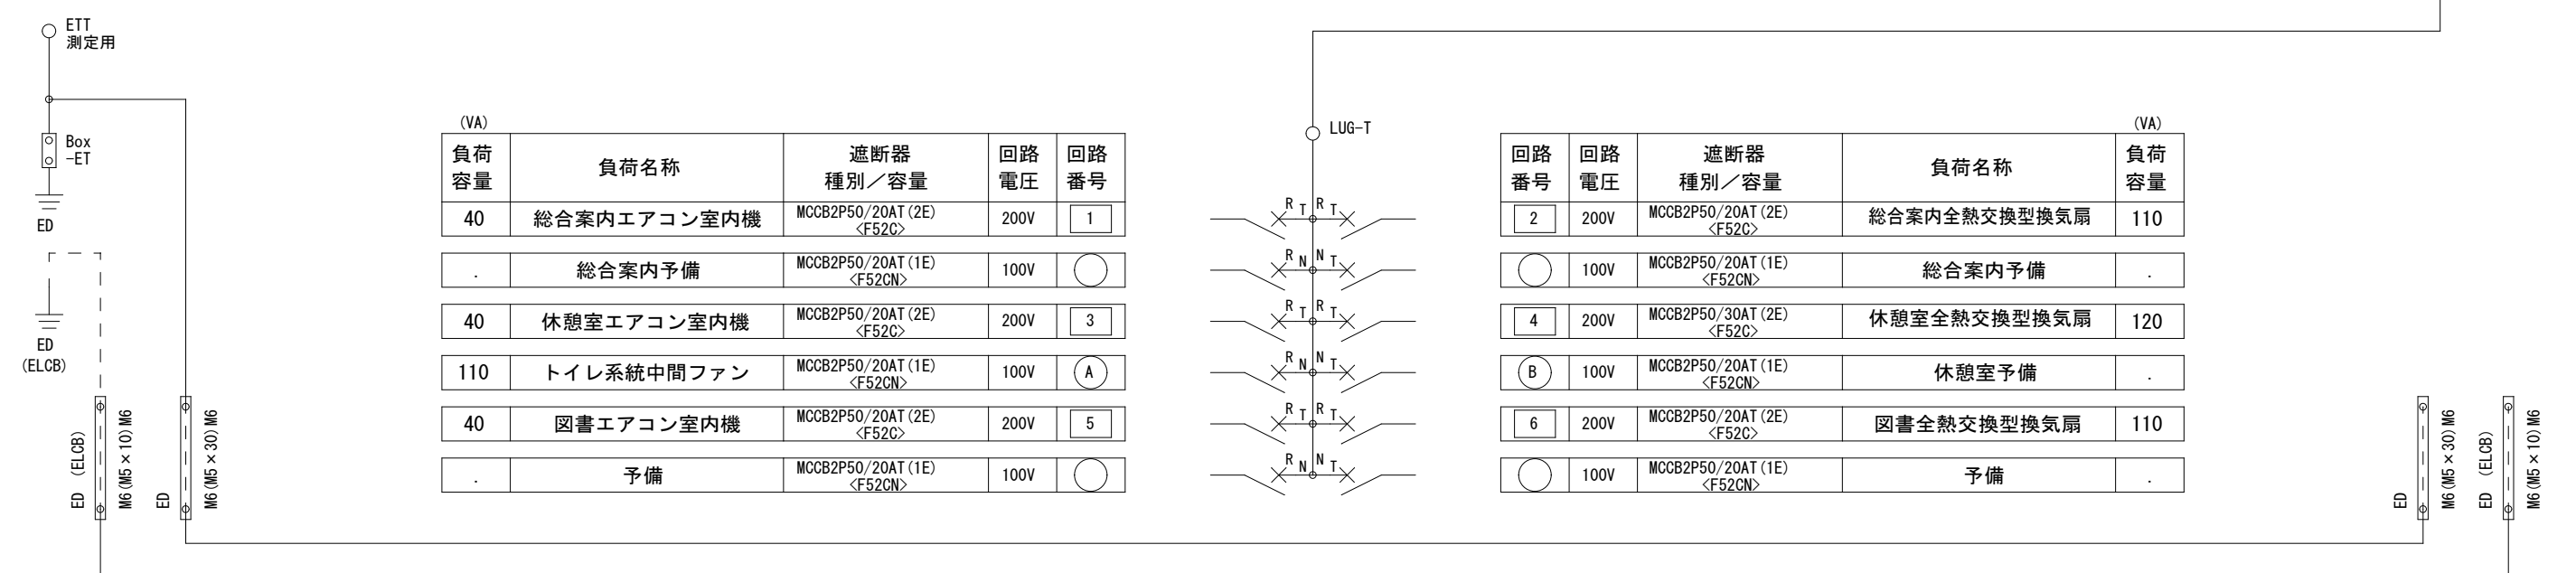 ETT
測定用
Box
-ET
ED
ED
(ELCB)
ED (ELCB)
M6(M5×10)M6
ED
M6(M5×30)M6
(VA)
負荷容量 負荷名称 遮断器種別／容量 回路電圧 回路番号
40 総合案内エアコン室内機 MCCB2P50/20AT(2E) <F52C> 200V 1
. 総合案内予備 MCCB2P50/20AT(1E) <F52CN> 100V
40 休憩室エアコン室内機 MCCB2P50/20AT(2E) <F52C> 200V 3
110 トイレ系統中間ファン MCCB2P50/20AT(1E) <F52CN> 100V A
40 図書エアコン室内機 MCCB2P50/20AT(2E) <F52C> 200V 5
. 予備 MCCB2P50/20AT(1E) <F52CN> 100V
LUG-T
R T R T
R N N T
R T R T
R N N T
R T R T
R N N T
(VA)
回路番号 回路電圧 遮断器種別／容量 負荷名称 負荷容量
2 200V MCCB2P50/20AT(2E) <F52C> 総合案内全熱交換型換気扇 110
100V MCCB2P50/20AT(1E) <F52CN> 総合案内予備 .
4 200V MCCB2P50/30AT(2E) <F52C> 休憩室全熱交換型換気扇 120
B 100V MCCB2P50/20AT(1E) <F52CN> 休憩室予備 .
6 200V MCCB2P50/20AT(2E) <F52C> 図書全熱交換型換気扇 110
100V MCCB2P50/20AT(1E) <F52CN> 予備 .
ED
M6(M5×30)M6
ED (ELCB)
M6(M5×10)M6